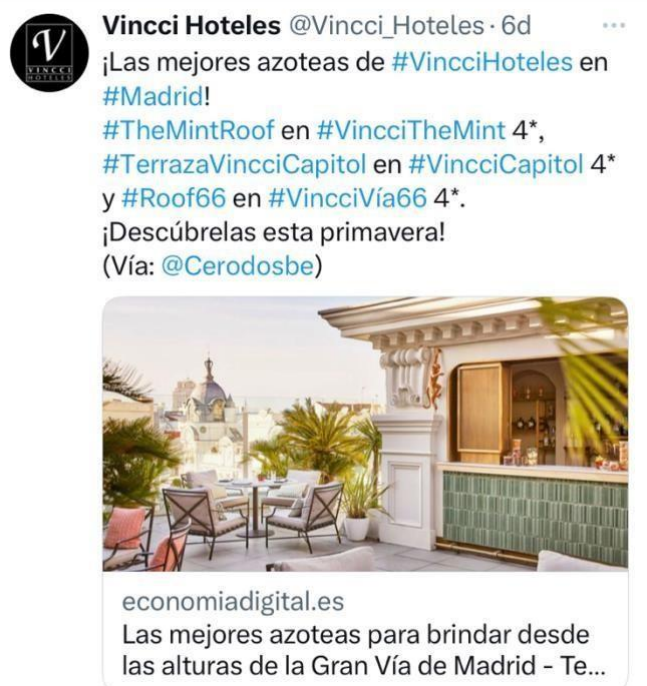 Vincci Hoteles @Vincci_Hoteles · 6d
¡Las mejores azoteas de #VincciHoteles en
#Madrid!
#TheMintRoof en #VincciTheMint 4*,
#TerrazaVincciCapitol en #VincciCapitol 4*
y #Roof66 en #VincciVía66 4*.
¡Descúbrelas esta primavera!
(Vía: @Cerodosbe)
V
VINCCI
HOTELES
economiadigital.es
Las mejores azoteas para brindar desde
las alturas de la Gran Vía de Madrid - Te...